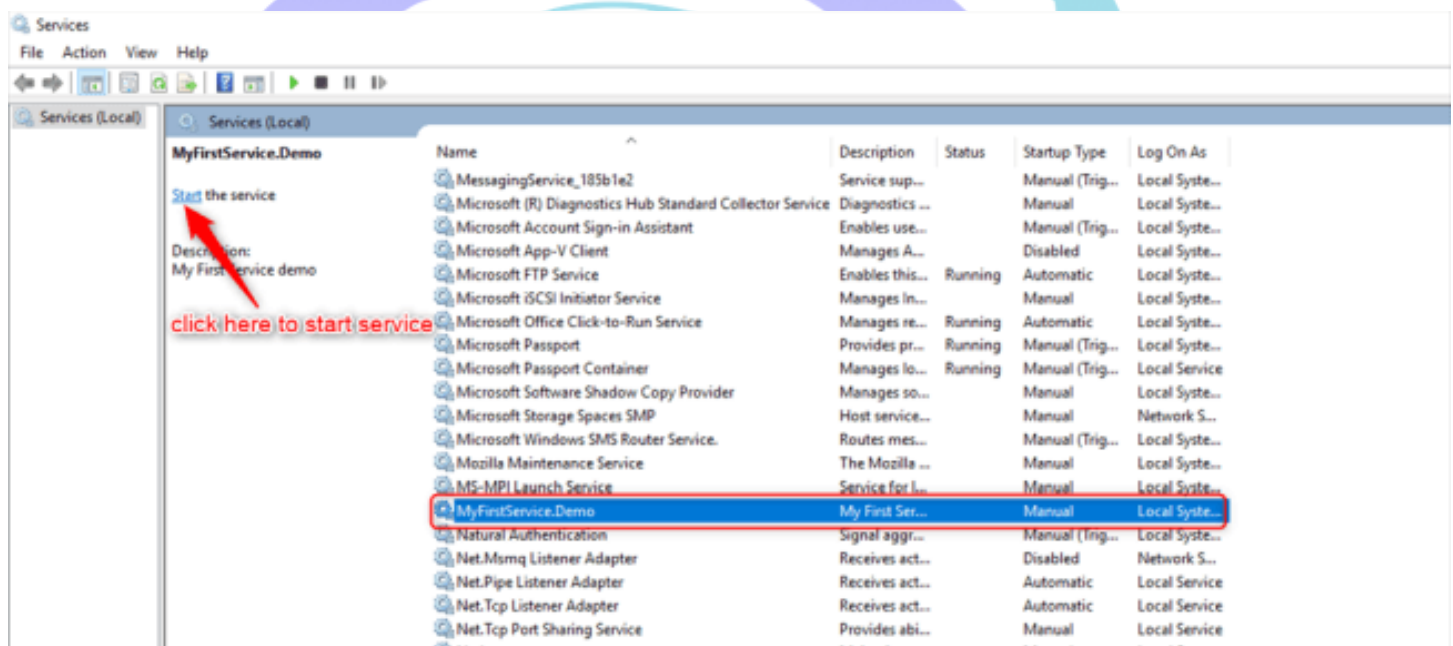 Services
File Action View Help
Services (Local)
Services (Local)
MyFirstService.Demo
Start the service
Description:
My First Service demo
click here to start service
Name Description Status Startup Type Log On As
MessagingService_185b1e2 Service sup... Manual (Trig... Local Syste...
Microsoft (R) Diagnostics Hub Standard Collector Service Diagnostics ... Manual Local Syste...
Microsoft Account Sign-in Assistant Enables use... Manual (Trig... Local Syste...
Microsoft App-V Client Manages A... Disabled Local Syste...
Microsoft FTP Service Enables this... Running Automatic Local Syste...
Microsoft iSCSI Initiator Service Manages In... Manual Local Syste...
Microsoft Office Click-to-Run Service Manages re... Running Automatic Local Syste...
Microsoft Passport Provides pr... Running Manual (Trig... Local Syste...
Microsoft Passport Container Manages lo... Running Manual (Trig... Local Service
Microsoft Software Shadow Copy Provider Manages so... Manual Local Syste...
Microsoft Storage Spaces SMP Host service... Manual Network S...
Microsoft Windows SMS Router Service. Routes mes... Manual (Trig... Local Syste...
Mozilla Maintenance Service The Mozilla ... Manual Local Syste...
MS-MPI Launch Service Service for l... Manual Local Syste...
MyFirstService.Demo My First Ser... Manual Local Syste...
Natural Authentication Signal aggr... Manual (Trig... Local Syste...
Net.Msmq Listener Adapter Receives act... Disabled Network S...
Net.Pipe Listener Adapter Receives act... Automatic Local Service
Net.Tcp Listener Adapter Receives act... Automatic Local Service
Net.Tcp Port Sharing Service Provides abi... Manual Local Service